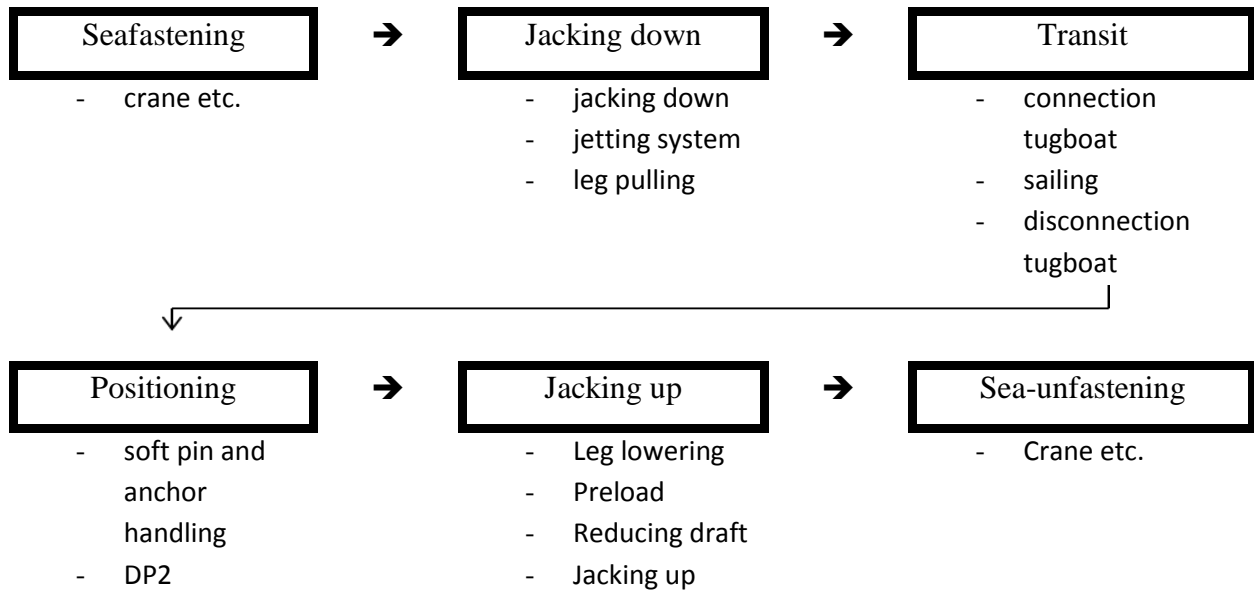 Seafastening ➔ Jacking down ➔ Transit
- crane etc.
- jacking down
- jetting system
- leg pulling
- connection
tugboat
- sailing
- disconnection
tugboat
Positioning ➔ Jacking up ➔ Sea-unfastening
- soft pin and
anchor
handling
- DP2
- Leg lowering
- Preload
- Reducing draft
- Jacking up
- Crane etc.